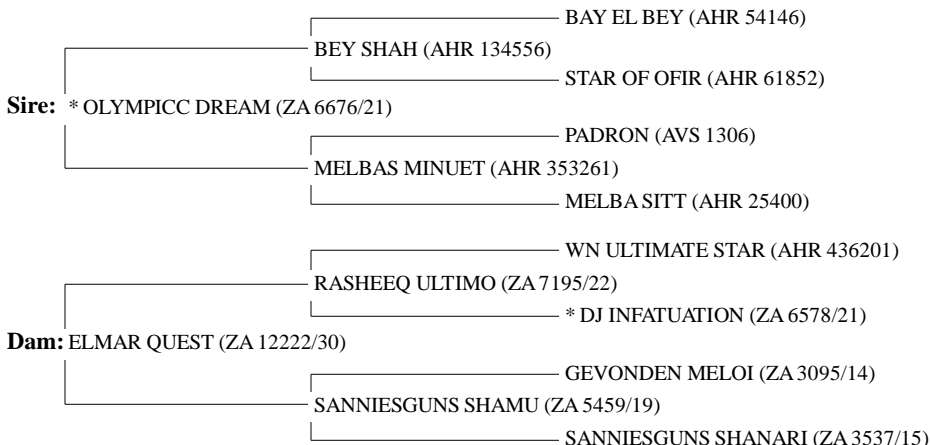 BAY EL BEY (AHR 54146)
BEY SHAH (AHR 134556)
STAR OF OFIR (AHR 61852)
Sire: * OLYMPICC DREAM (ZA 6676/21)
PADRON (AVS 1306)
MELBAS MINUET (AHR 353261)
MELBA SITT (AHR 25400)
WN ULTIMATE STAR (AHR 436201)
RASHEEQ ULTIMO (ZA 7195/22)
* DJ INFATUATION (ZA 6578/21)
Dam: ELMAR QUEST (ZA 12222/30)
GEVONDEN MELOI (ZA 3095/14)
SANNIESGUNS SHAMU (ZA 5459/19)
SANNIESGUNS SHANARI (ZA 3537/15)